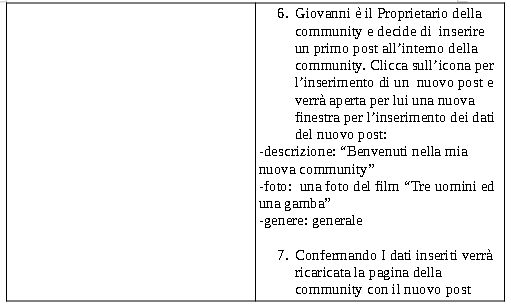 6. Giovanni è il Proprietario della
community e decide di inserire
un primo post all’interno della
community. Clicca sull’icona per
l’inserimento di un nuovo post e
verrà aperta per lui una nuova
finestra per l’inserimento dei dati
del nuovo post:
-descrizione: “Benvenuti nella mia
nuova community”
-foto: una foto del film “Tre uomini ed
una gamba”
-genere: generale
7. Confermando I dati inseriti verrà
ricaricata la pagina della
community con il nuovo post